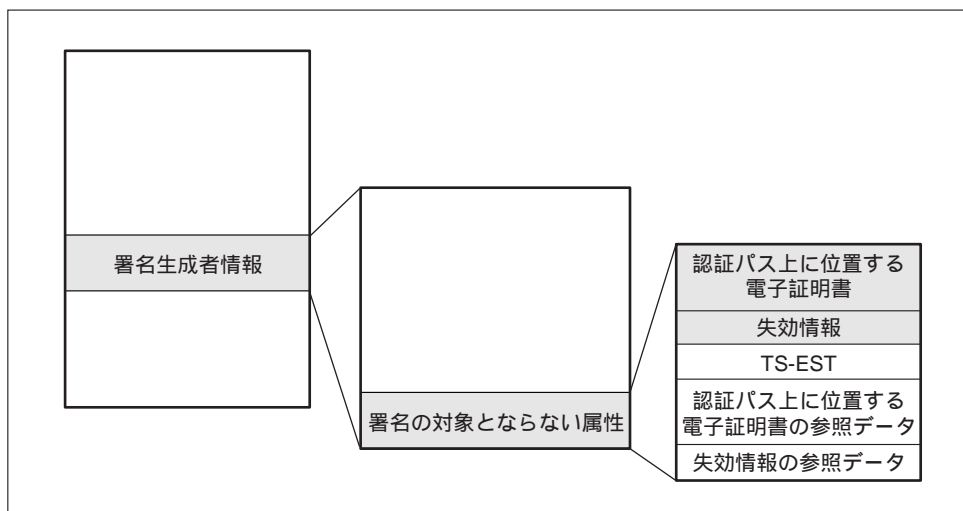 署名生成者情報
署名の対象とならない属性
認証パス上に位置する
電子証明書
失効情報
TS-EST
認証パス上に位置する
電子証明書の参照データ
失効情報の参照データ